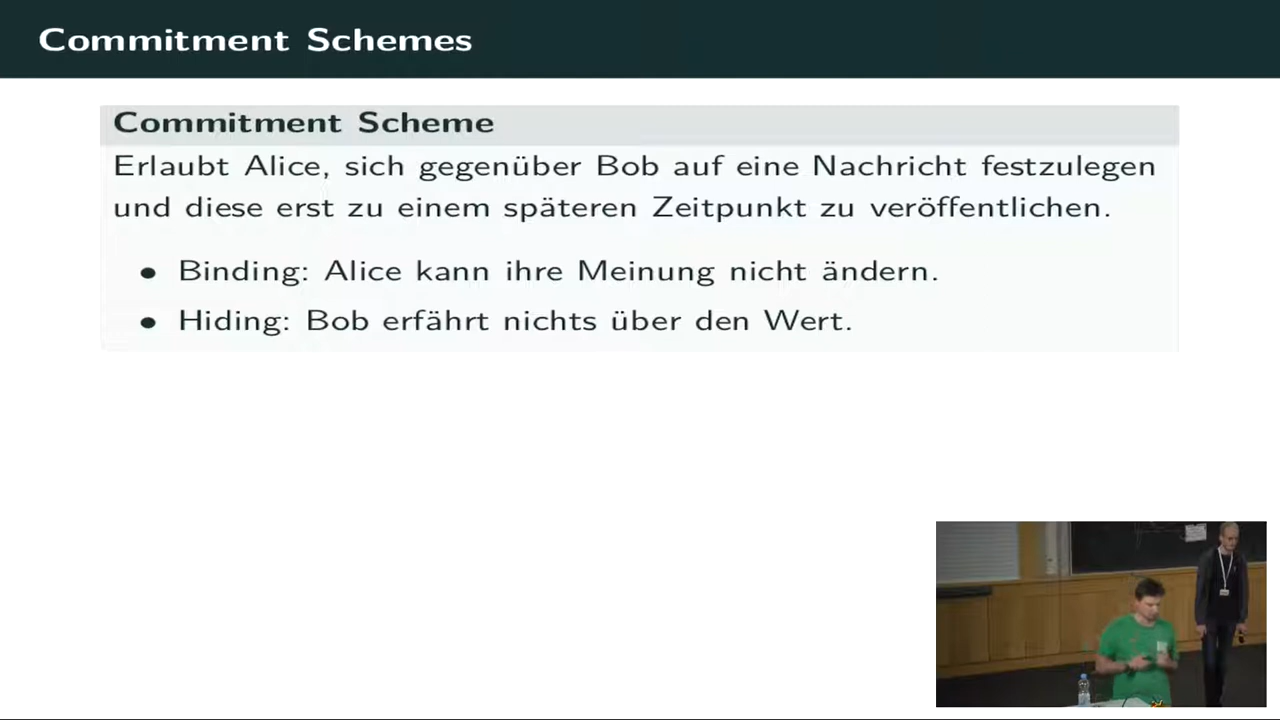 Commitment Schemes
Commitment Scheme
Erlaubt Alice, sich gegenüber Bob auf eine Nachricht festzulegen
und diese erst zu einem späteren Zeitpunkt zu veröffentlichen.
• Binding: Alice kann ihre Meinung nicht ändern.
• Hiding: Bob erfährt nichts über den Wert.